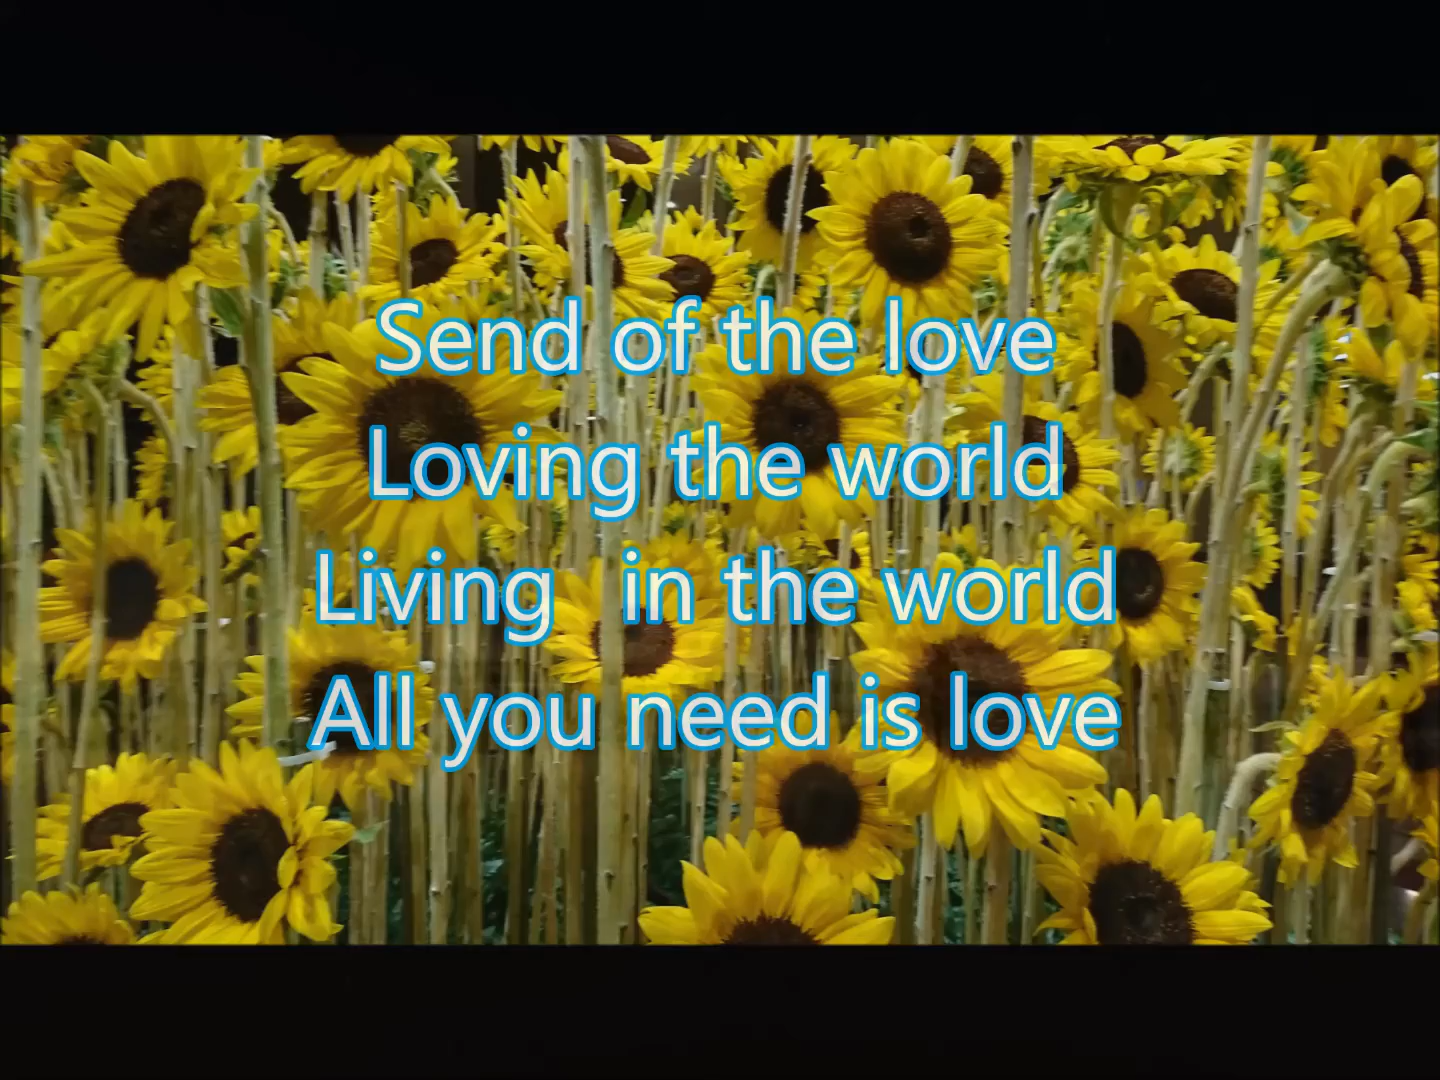 Send of the love
Loving the world
Living  in the world
All you need is love